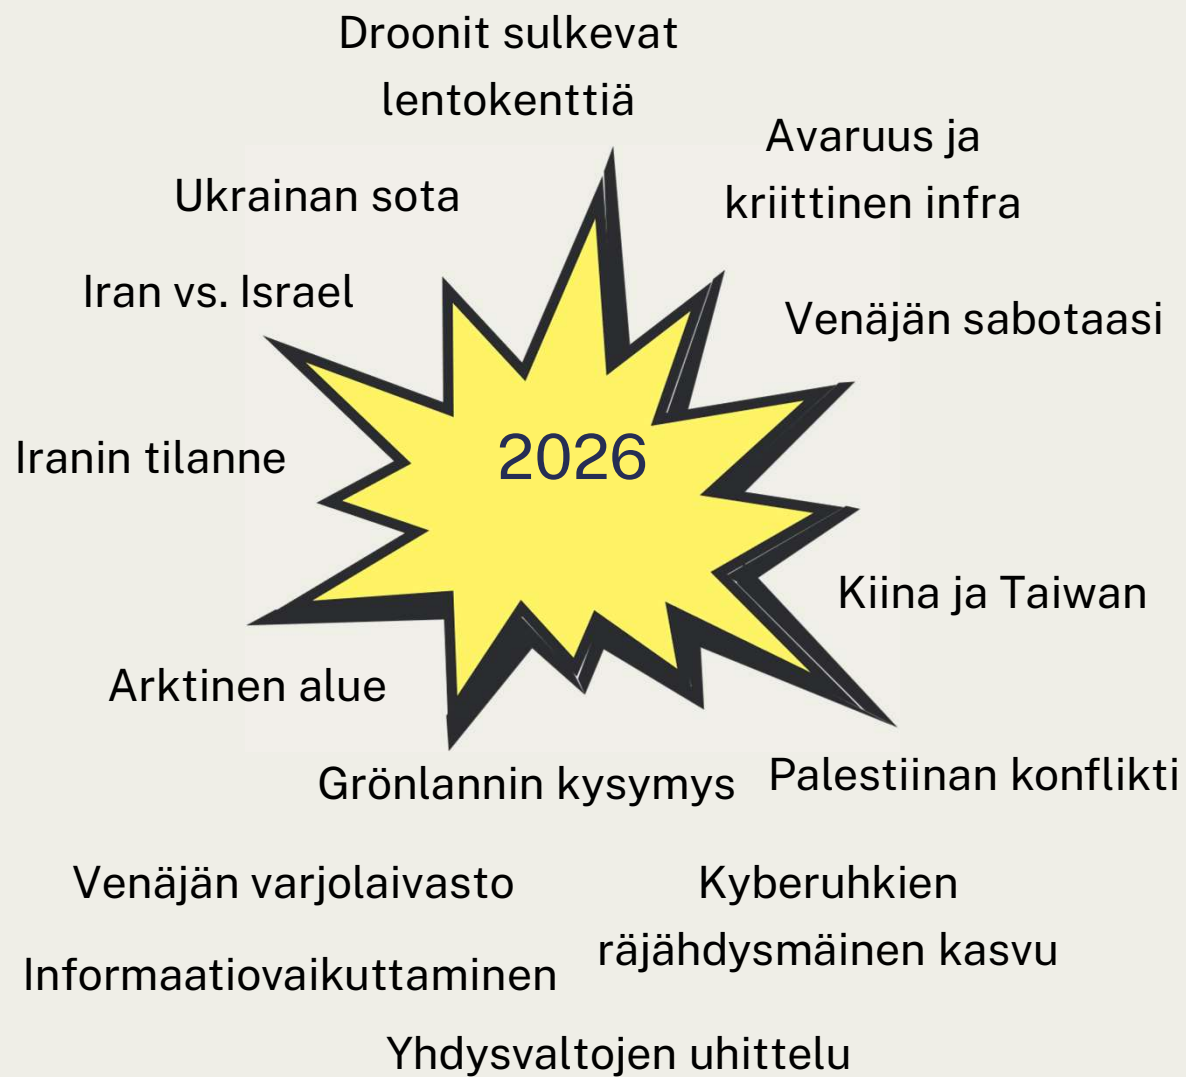 Droonit sulkevat
lentokenttiä
Avaruus ja
kriittinen infra
Ukrainan sota
Iran vs. Israel
Venäjän sabotaasi
Iranin tilanne
2026
Kiina ja Taiwan
Arktinen alue
Grönlannin kysymys
Palestiinan konflikti
Venäjän varjolaivasto
Kyberuhkien
räjähdysmäinen kasvu
Informaatiovaikuttaminen
Yhdysvaltojen uhittelu